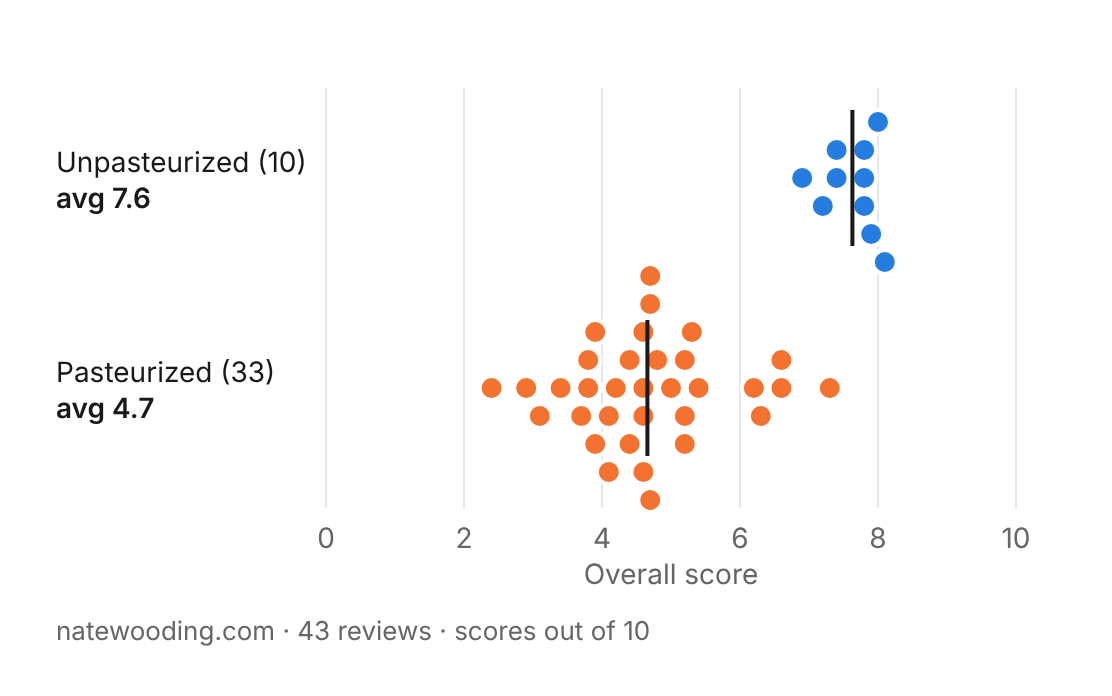 Unpasteurized (10)
avg 7.6
Pasteurized (33)
avg 4.7
0 2 4 6 8 10
Overall score
natewooding.com · 43 reviews · scores out of 10